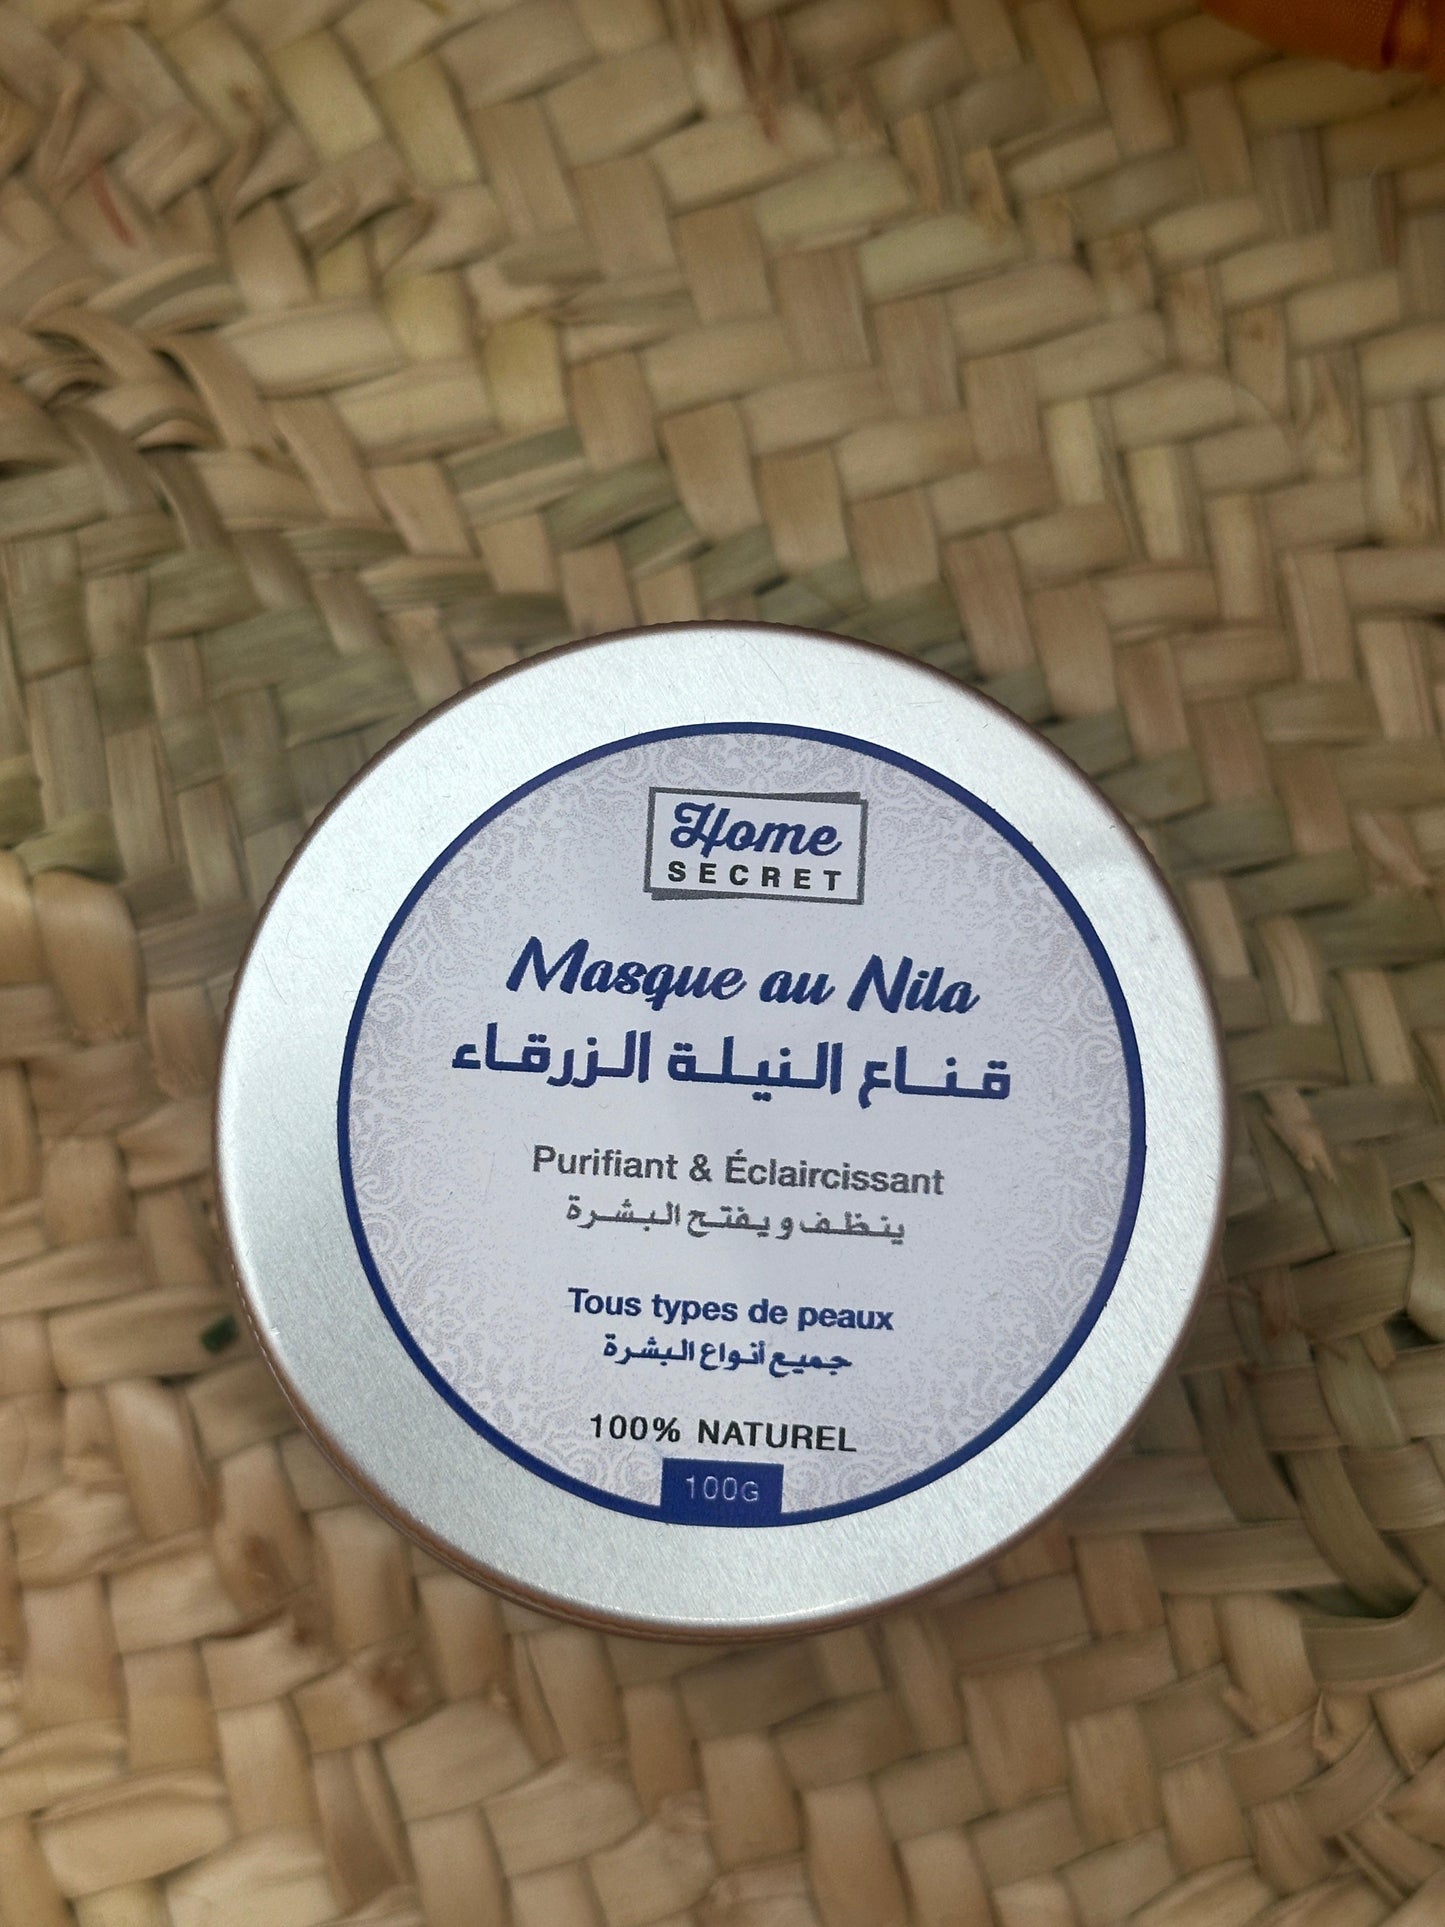 Home
SECRET
Masque au Nila
قناع النيلة الزرقاء
Purifiant & Éclaircissant
ينظف و يفتح البشرة
Tous types de peaux
جميع أنواع البشرة
100% NATUREL
100G